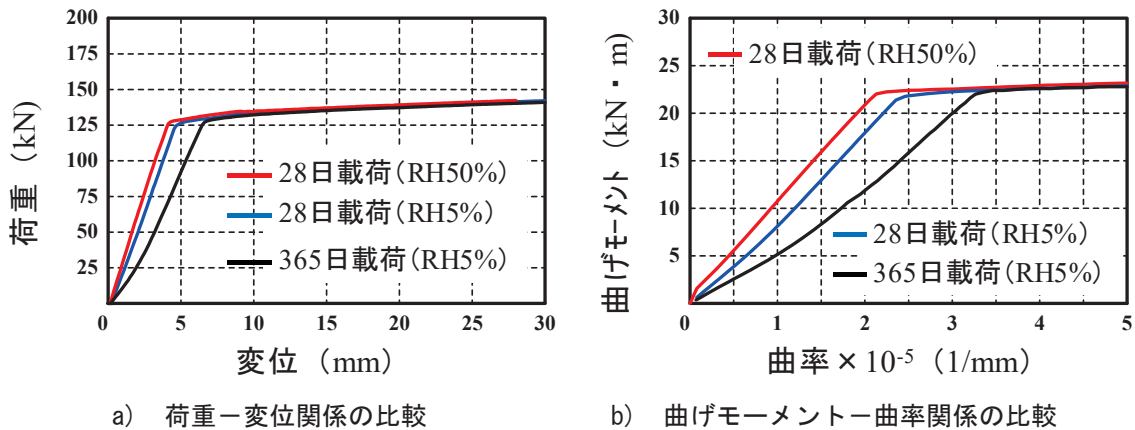 200
175
150
125
100
75
50
25
0
0
5
10
15
20
25
30
荷重 (kN)
変位 (mm)
28日載荷(RH50%)
28日載荷(RH5%)
365日載荷(RH5%)
a) 荷重－変位関係の比較
30
25
20
15
10
5
0
0
1
2
3
4
5
曲げモーメント (kN・m)
曲率×10-5 (1/mm)
28日載荷(RH50%)
28日載荷(RH5%)
365日載荷(RH5%)
b) 曲げモーメント－曲率関係の比較